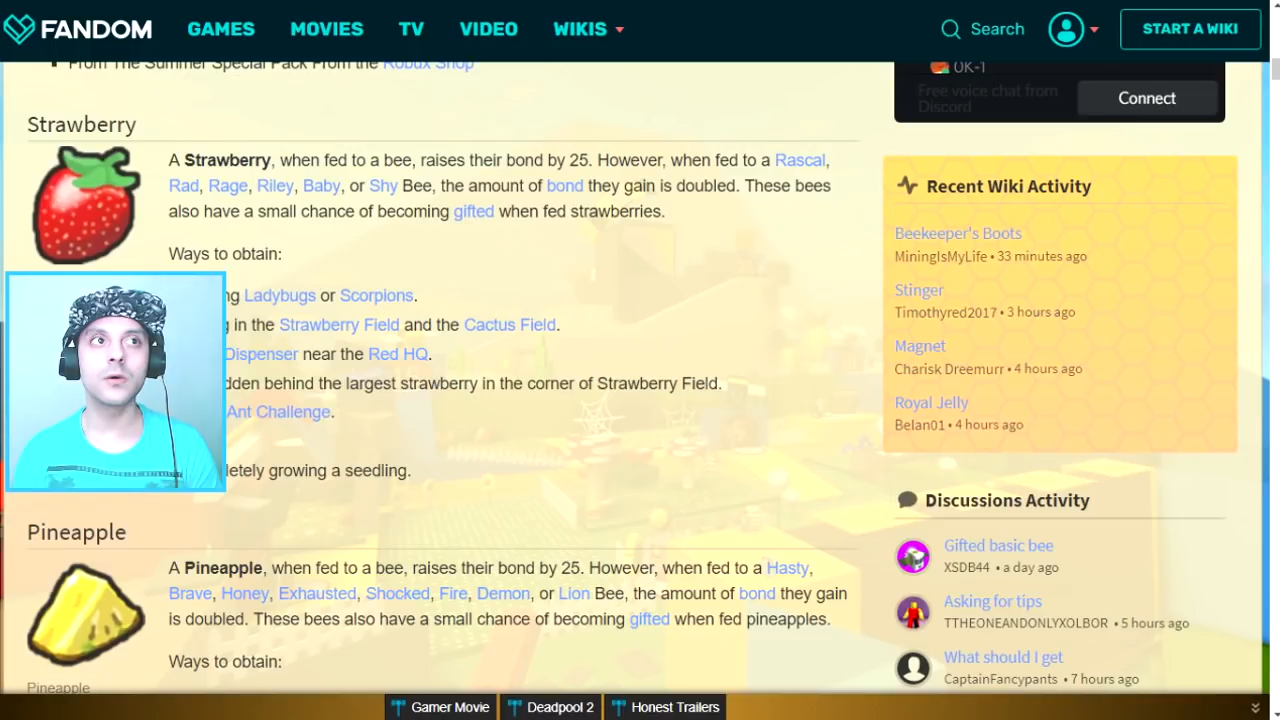 FANDOM GAMES MOVIES TV VIDEO WIKIS Search START A WIKI
From The Summer Special Pack From the Robux Shop
Strawberry
A Strawberry, when fed to a bee, raises their bond by 25. However, when fed to a Rascal,
Rad, Rage, Riley, Baby, or Shy Bee, the amount of bond they gain is doubled. These bees
also have a small chance of becoming gifted when fed strawberries.
Ways to obtain:
ng Ladybugs or Scorpions.
g in the Strawberry Field and the Cactus Field.
Dispenser near the Red HQ.
dden behind the largest strawberry in the corner of Strawberry Field.
Ant Challenge.
letely growing a seedling.
Pineapple
A Pineapple, when fed to a bee, raises their bond by 25. However, when fed to a Hasty,
Brave, Honey, Exhausted, Shocked, Fire, Demon, or Lion Bee, the amount of bond they gain
is doubled. These bees also have a small chance of becoming gifted when fed pineapples.
Ways to obtain:
Pineapple
OK-1
Free voice chat from
Discord
Connect
Recent Wiki Activity
Beekeeper's Boots
MiningIsMyLife • 33 minutes ago
Stinger
Timothyred2017 • 3 hours ago
Magnet
Charisk Dreemurr • 4 hours ago
Royal Jelly
Belan01 • 4 hours ago
Discussions Activity
Gifted basic bee
XSDB44 • a day ago
Asking for tips
TTHEONEANDONLYXOLBOR • 5 hours ago
What should I get
CaptainFancypants • 7 hours ago
Gamer Movie Deadpool 2 Honest Trailers